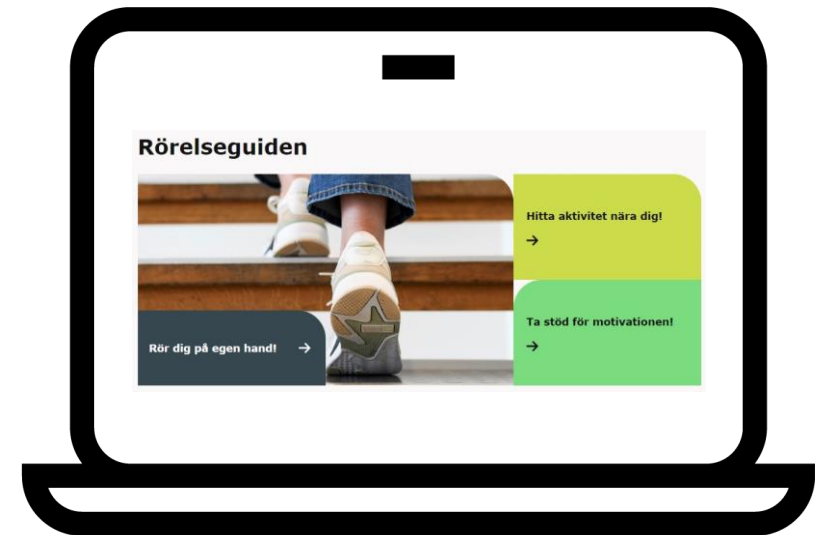 Rörelseguiden
Hitta aktivitet nära dig!
Ta stöd för motivationen!
Rör dig på egen hand!